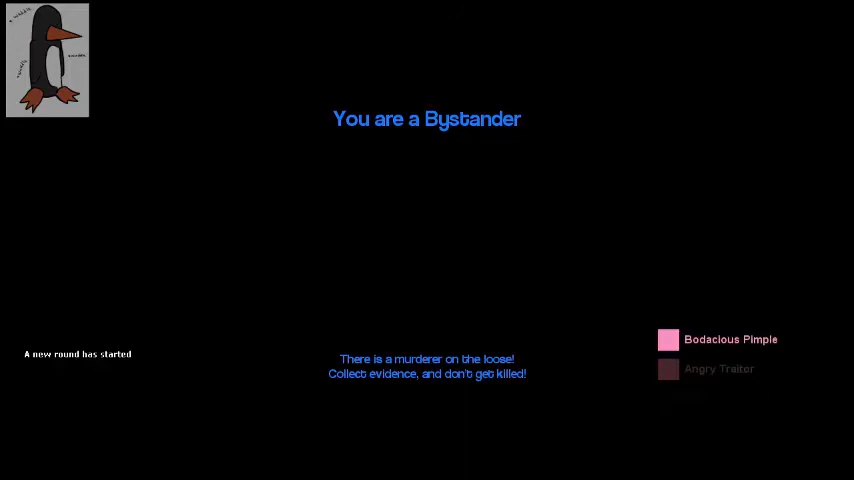 You are a Bystander
Bodacious Pimple
A new round has started
There is a murderer on the loose!
Collect evidence, and don't get killed!
Angry Traitor